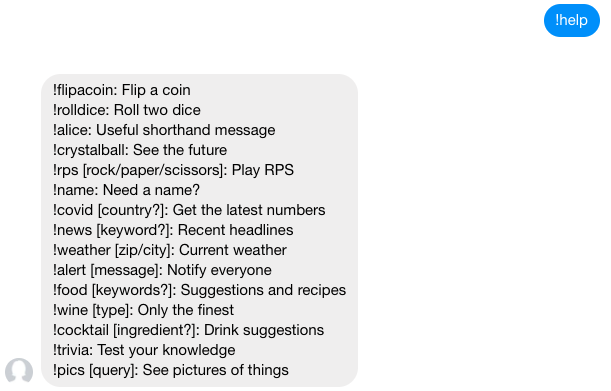 !help
!flipacoin: Flip a coin
!rolldice: Roll two dice
!alice: Useful shorthand message
!crystalball: See the future
!rps [rock/paper/scissors]: Play RPS
!name: Need a name?
!covid [country?]: Get the latest numbers
!news [keyword?]: Recent headlines
!weather [zip/city]: Current weather
!alert [message]: Notify everyone
!food [keywords?]: Suggestions and recipes
!wine [type]: Only the finest
!cocktail [ingredient?]: Drink suggestions
!trivia: Test your knowledge
!pics [query]: See pictures of things